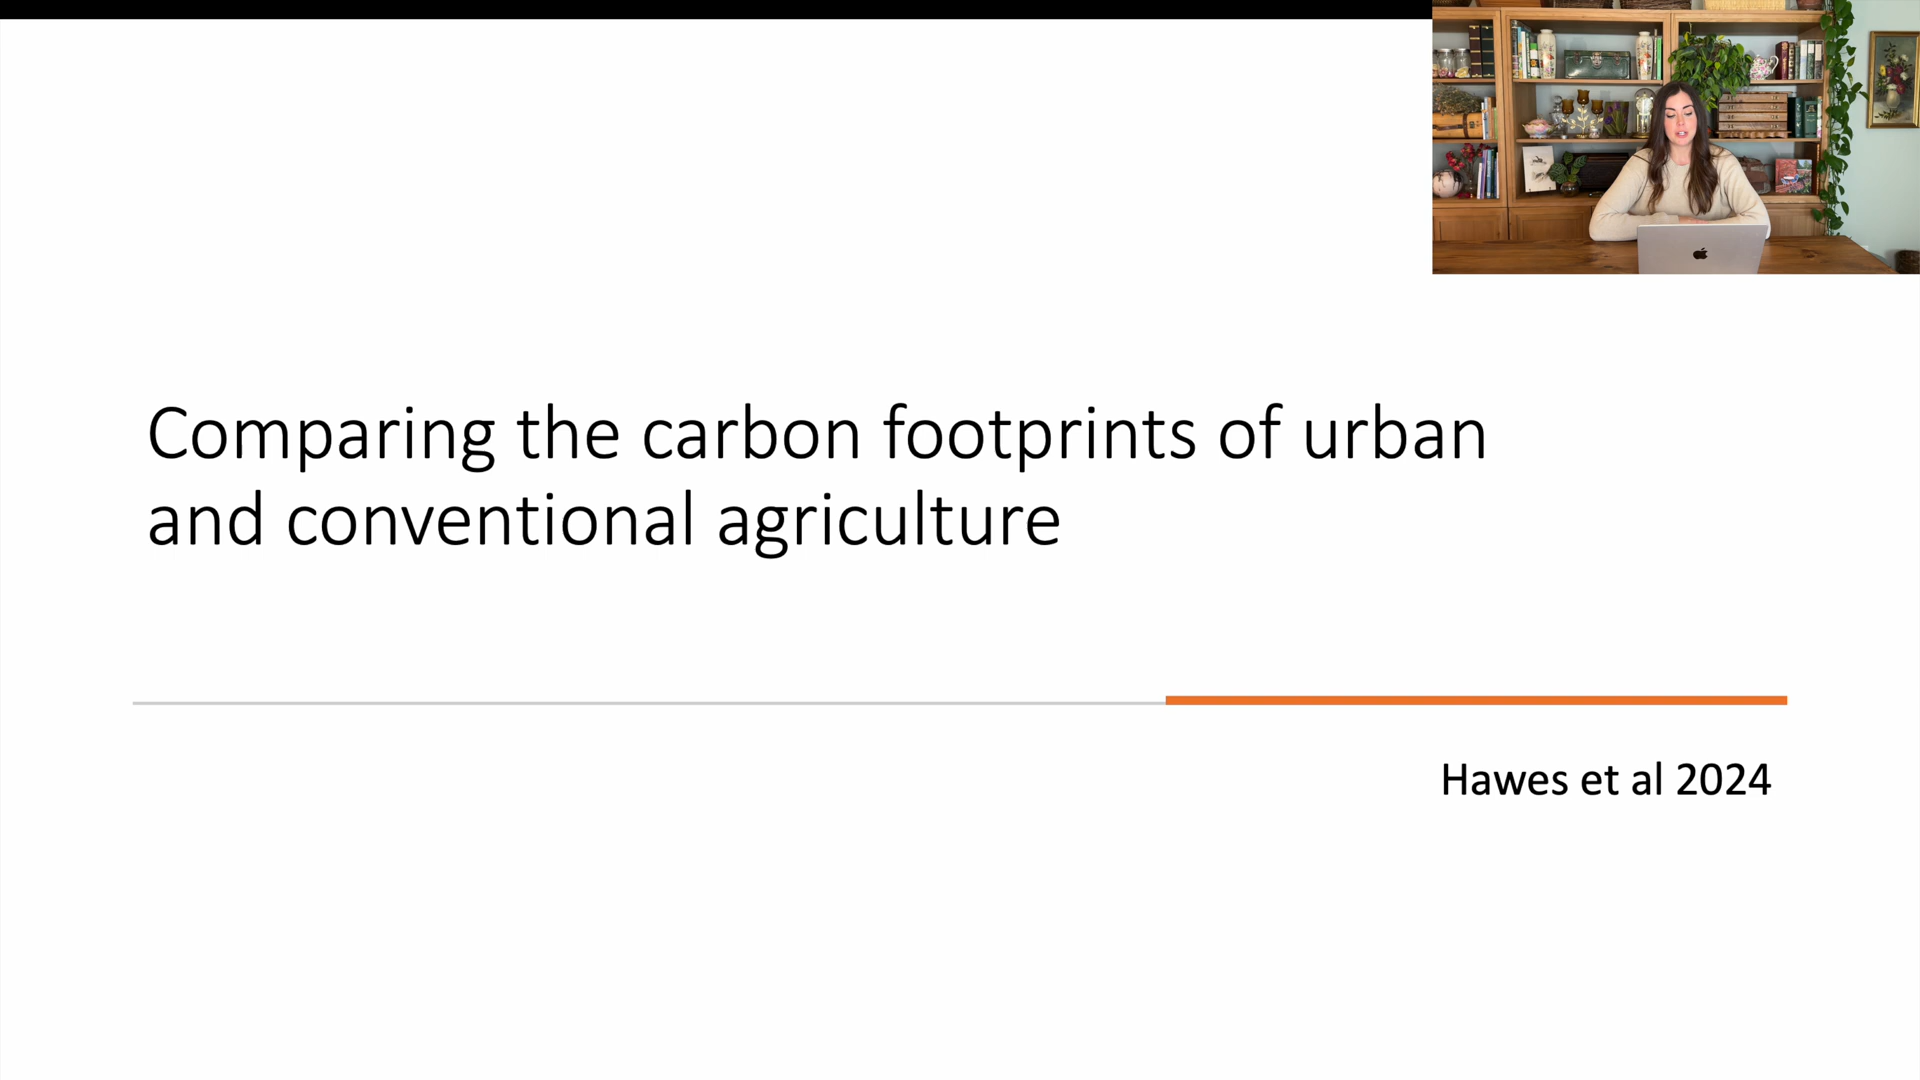 Comparing the carbon footprints of urban
and conventional agriculture
Hawes et al 2024